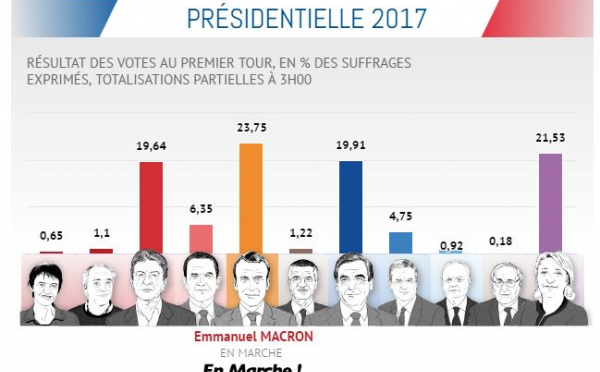 PRÉSIDENTIELLE 2017
RÉSULTAT DES VOTES AU PREMIER TOUR, EN % DES SUFFRAGES
EXPRIMÉS, TOTALISATIONS PARTIELLES À 3H00
0,65
1,1
19,64
6,35
23,75
1,22
19,91
4,75
0,92
0,18
21,53
Emmanuel MACRON
EN MARCHE
En Marche !